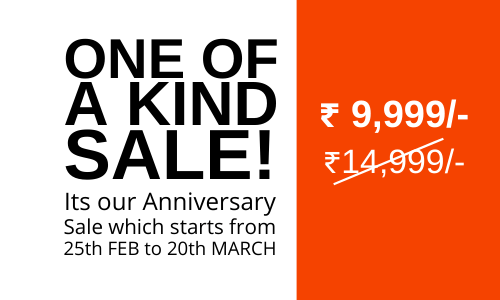 ONE OF
A KIND
SALE!
Its our Anniversary
Sale which starts from
25th FEB to 20th MARCH
₹ 9,999/-
₹14,999/-